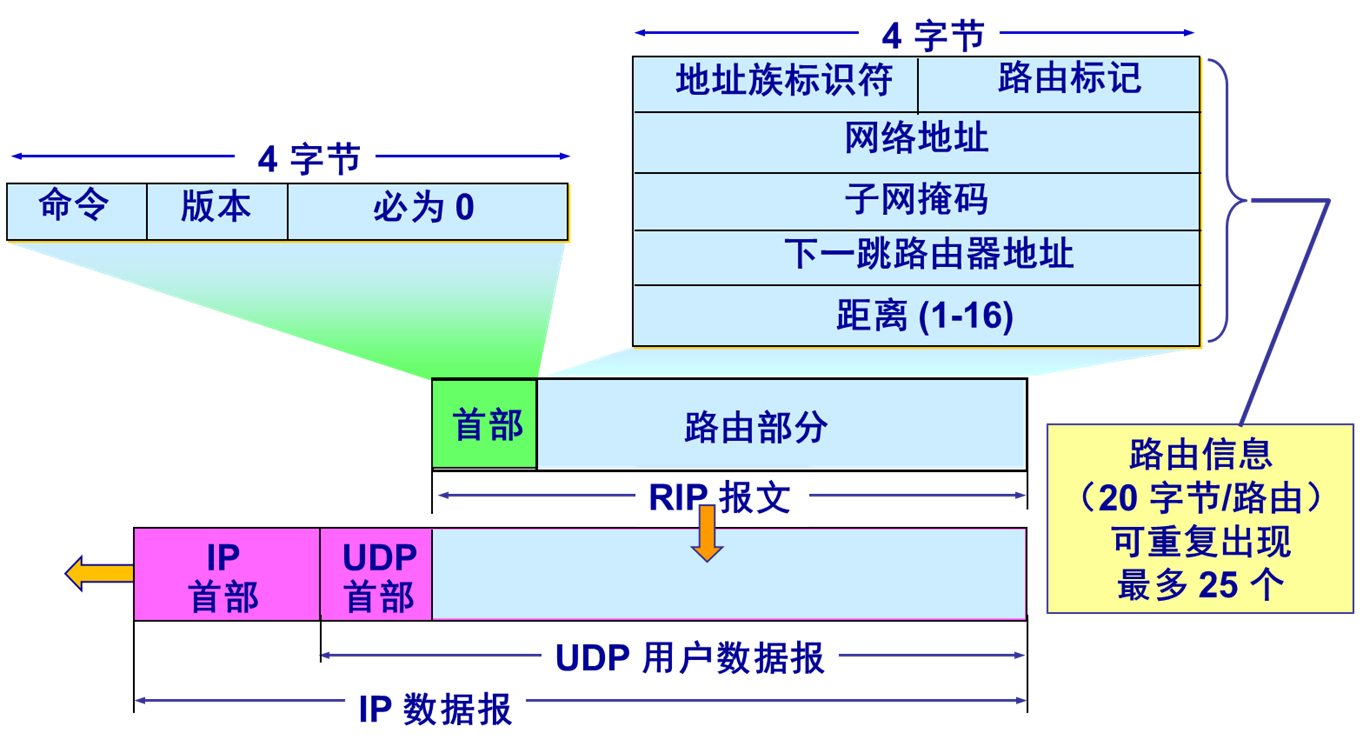 4 字节
地址族标识符
路由标记
网络地址
子网掩码
下一跳路由器地址
距离 (1-16)
4 字节
命令
版本
必为 0
首部
路由部分
路由信息
（20 字节/路由）
可重复出现
最多 25 个
RIP 报文
IP
首部
UDP
首部
UDP 用户数据报
IP 数据报